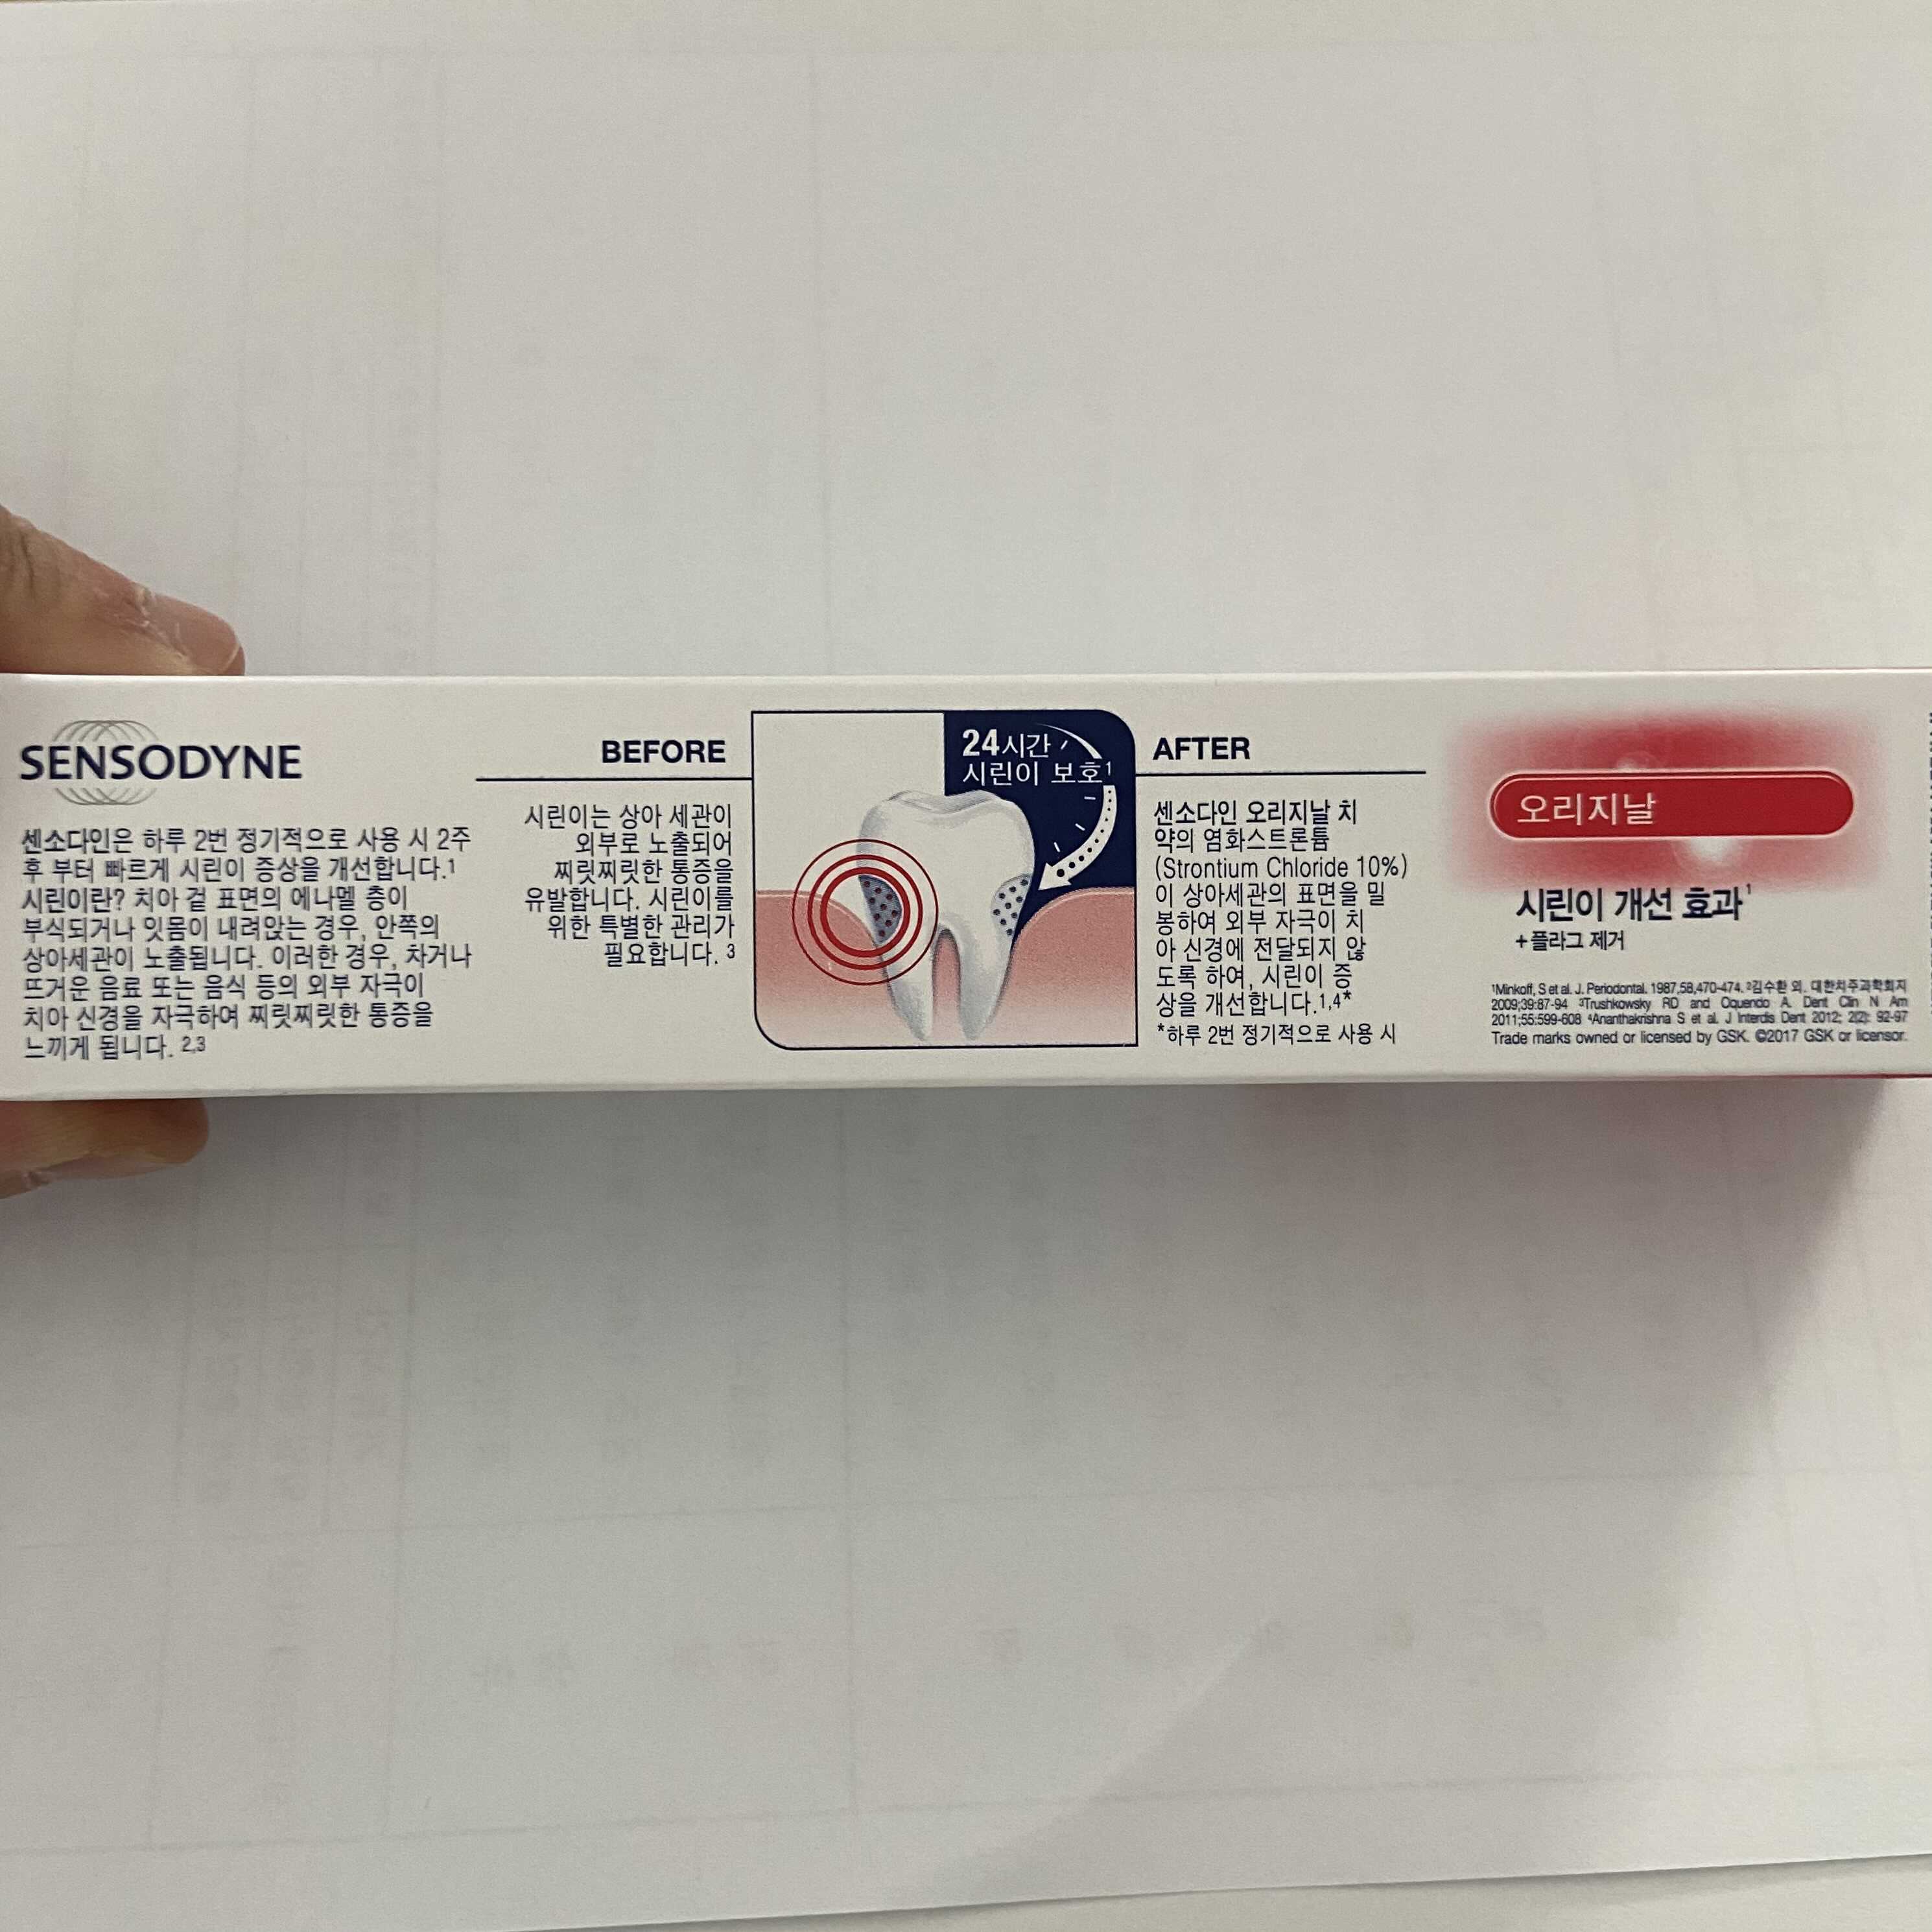 SENSODYNE
센소다인은 하루 2번 정기적으로 사용 시 2주
후 부터 빠르게 시린이 증상을 개선합니다.¹
시린이란? 치아 겉 표면의 에나멜 층이
부식되거나 잇몸이 내려앉는 경우, 안쪽의
상아세관이 노출됩니다. 이러한 경우, 차거나
뜨거운 음료 또는 음식 등의 외부 자극이
치아 신경을 자극하여 찌릿찌릿한 통증을
느끼게 됩니다. 2,3
BEFORE
시린이는 상아 세관이
외부로 노출되어
찌릿찌릿한 통증을
유발합니다. 시린이를
위한 특별한 관리가
필요합니다. 3
24시간
시린이 보호¹
AFTER
센소다인 오리지날 치
약의 염화스트론튬
(Strontium Chloride 10%)
이 상아세관의 표면을 밀
봉하여 외부 자극이 치
아 신경에 전달되지 않
도록 하여, 시린이 증
상을 개선합니다.1,4*
*하루 2번 정기적으로 사용 시
오리지날
시린이 개선 효과¹
+플라그 제거
¹Minkoff, S et al. J. Periodontal. 1987,58,470-474. ²김수환 외. 대한치주과학회지
2009;39:87-94 ³Trushkowsky RD and Oquendo A. Dent Clin N Am
2011;55:599-608 ⁴Ananthakrishna S et al. J Interdis Dent 2012; 2(2): 92-97
Trade marks owned or licensed by GSK. ©2017 GSK or licensor.